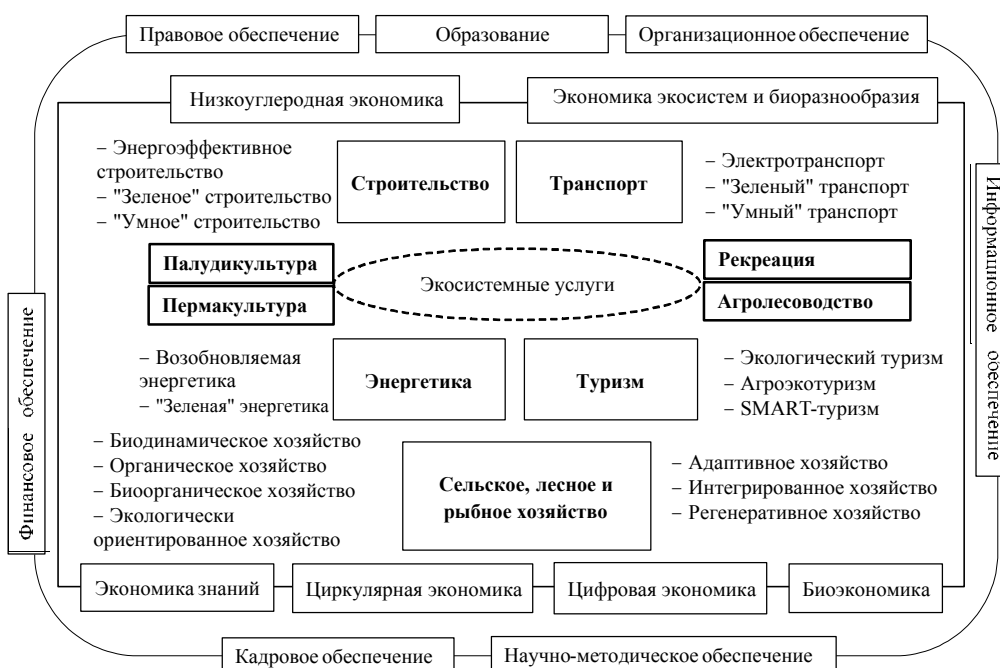 Правовое обеспечение
Образование
Организационное обеспечение
Низкоуглеродная экономика
Экономика экосистем и биоразнообразия
– Энергоэффективное
строительство
– "Зеленое" строительство
– "Умное" строительство
Строительство
Транспорт
– Электротранспорт
– "Зеленый" транспорт
– "Умный" транспорт
Финансовое обеспечение
Информационное обеспечение
Палудикультура
Пермакультура
Экосистемные услуги
Рекреация
Агролесоводство
– Возобновляемая
энергетика
– "Зеленая" энергетика
Энергетика
Туризм
– Экологический туризм
– Агроэкотуризм
– SMART-туризм
– Биодинамическое хозяйство
– Органическое хозяйство
– Биоорганическое хозяйство
– Экологически
ориентированное хозяйство
Сельское, лесное и
рыбное хозяйство
– Адаптивное хозяйство
– Интегрированное хозяйство
– Регенеративное хозяйство
Экономика знаний
Циркулярная экономика
Цифровая экономика
Биоэкономика
Кадровое обеспечение
Научно-методическое обеспечение